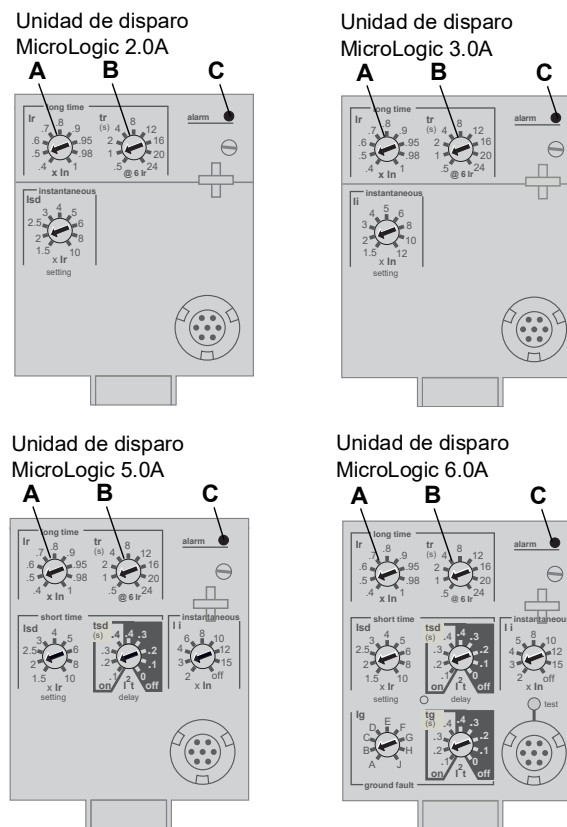 Unidad de disparo
MicroLogic 2.0A
A B C
long time
alarm
Ir
.4 .5 .6 .7 .8 .9 .95 .98 1
x In
tr
(s)
.5 1 2 4 8 12 16 20 24
@ 6 Ir
instantaneous
Isd
1.5 2 2.5 3 4 5 6 8 10
x Ir
setting
Unidad de disparo
MicroLogic 3.0A
A B C
long time
alarm
Ir
.4 .5 .6 .7 .8 .9 .95 .98 1
x In
tr
(s)
.5 1 2 4 8 12 16 20 24
@ 6 Ir
instantaneous
Ii
1.5 2 3 4 5 6 8 10 12
x In
setting
Unidad de disparo
MicroLogic 5.0A
A B C
long time
alarm
Ir
.4 .5 .6 .7 .8 .9 .95 .98 1
x In
tr
(s)
.5 1 2 4 8 12 16 20 24
@ 6 Ir
short time
Isd
1.5 2 2.5 3 4 5 6 8 10
x Ir
setting
tsd
(s)
.1 .2 .3 .4 .4 .3 .2 .1 0
on I²t off
delay
instantaneous
I i
2 3 4 6 8 10 12 15 off
x In
Unidad de disparo
MicroLogic 6.0A
A B C
long time
alarm
Ir
.4 .5 .6 .7 .8 .9 .95 .98 1
x In
tr
(s)
.5 1 2 4 8 12 16 20 24
@ 6 Ir
short time
Isd
1.5 2 2.5 3 4 5 6 8 10
x Ir
setting
tsd
(s)
.1 .2 .3 .4 .4 .3 .2 .1 0
on I²t off
delay
instantaneous
I i
2 3 4 6 8 10 12 15 off
x In
test
Ig
A B C D E F G H J
tg
(s)
.1 .2 .3 .4 .4 .3 .2 .1 0
on I²t off
ground fault